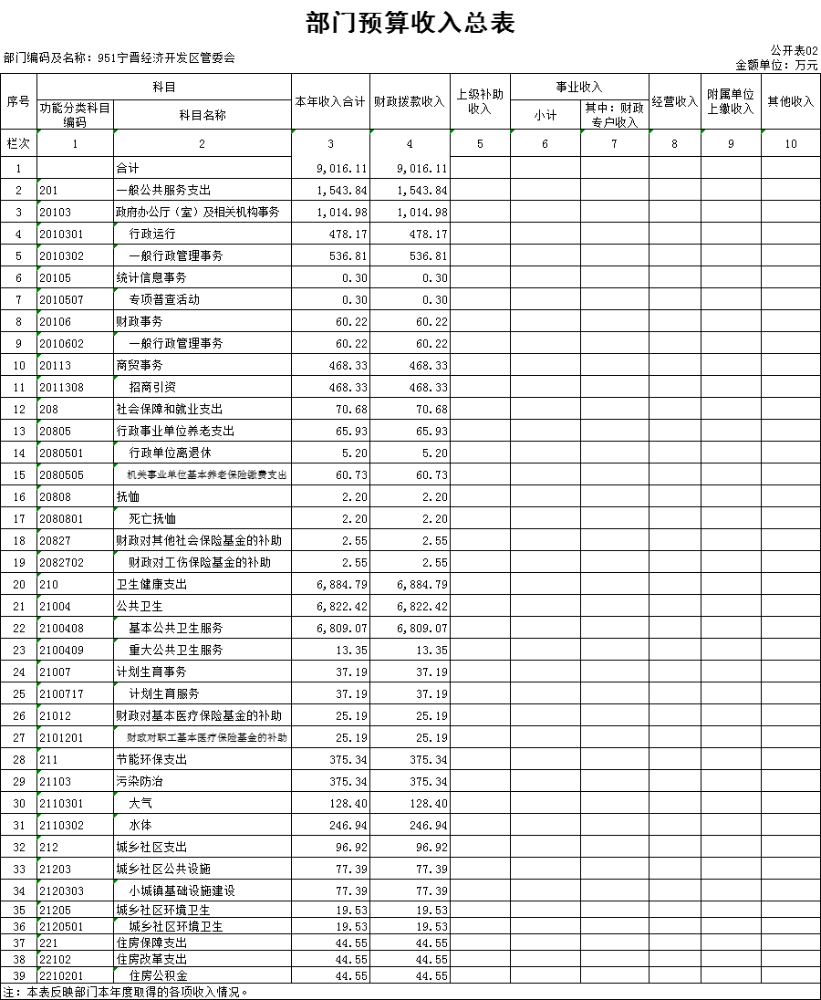 部门预算收入总表
部门编码及名称：951宁晋经济开发区管委会
公开表02
金额单位：万元
序号 科目 本年收入合计 财政拨款收入 上级补助收入 事业收入 经营收入 附属单位上缴收入 其他收入
功能分类科目编码 科目名称 小计 其中：财政专户收入
栏次 1 2 3 4 5 6 7 8 9 10
1 合计 9,016.11 9,016.11
2 201 一般公共服务支出 1,543.84 1,543.84
3 20103 政府办公厅（室）及相关机构事务 1,014.98 1,014.98
4 2010301 行政运行 478.17 478.17
5 2010302 一般行政管理事务 536.81 536.81
6 20105 统计信息事务 0.30 0.30
7 2010507 专项普查活动 0.30 0.30
8 20106 财政事务 60.22 60.22
9 2010602 一般行政管理事务 60.22 60.22
10 20113 商贸事务 468.33 468.33
11 2011308 招商引资 468.33 468.33
12 208 社会保障和就业支出 70.68 70.68
13 20805 行政事业单位养老支出 65.93 65.93
14 2080501 行政单位离退休 5.20 5.20
15 2080505 机关事业单位基本养老保险缴费支出 60.73 60.73
16 20808 抚恤 2.20 2.20
17 2080801 死亡抚恤 2.20 2.20
18 20827 财政对其他社会保险基金的补助 2.55 2.55
19 2082702 财政对工伤保险基金的补助 2.55 2.55
20 210 卫生健康支出 6,884.79 6,884.79
21 21004 公共卫生 6,822.42 6,822.42
22 2100408 基本公共卫生服务 6,809.07 6,809.07
23 2100409 重大公共卫生服务 13.35 13.35
24 21007 计划生育事务 37.19 37.19
25 2100717 计划生育服务 37.19 37.19
26 21012 财政对基本医疗保险基金的补助 25.19 25.19
27 2101201 财政对职工基本医疗保险基金的补助 25.19 25.19
28 211 节能环保支出 375.34 375.34
29 21103 污染防治 375.34 375.34
30 2110301 大气 128.40 128.40
31 2110302 水体 246.94 246.94
32 212 城乡社区支出 96.92 96.92
33 21203 城乡社区公共设施 77.39 77.39
34 2120303 小城镇基础设施建设 77.39 77.39
35 21205 城乡社区环境卫生 19.53 19.53
36 2120501 城乡社区环境卫生 19.53 19.53
37 221 住房保障支出 44.55 44.55
38 22102 住房改革支出 44.55 44.55
39 2210201 住房公积金 44.55 44.55
注：本表反映部门本年度取得的各项收入情况。